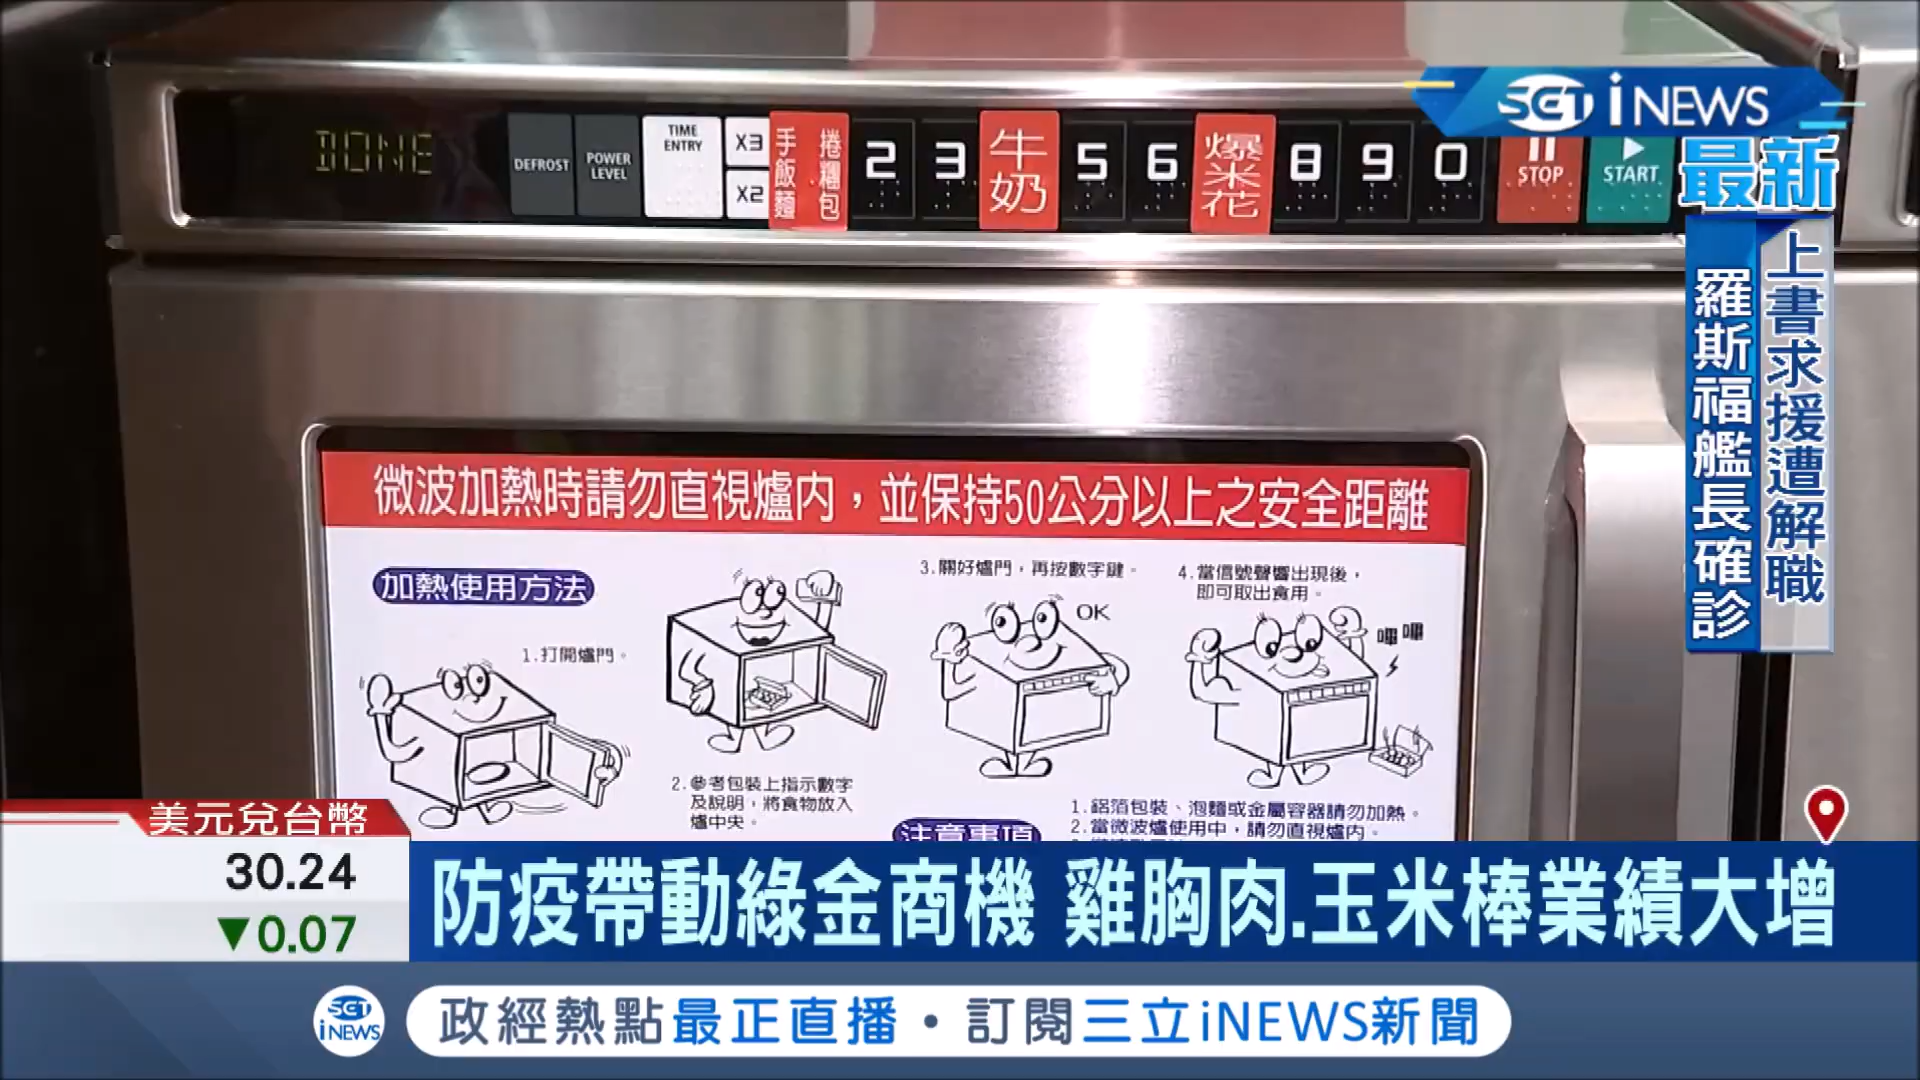 DONE
DEFROST
POWER
LEVEL
TIME
ENTRY
X3
X2
手飯麵
捲糰包
2
3
牛奶
5
6
爆米花
8
9
0
STOP
START
SET iNEWS
最新
上書求援遭解職
羅斯福艦長確診
微波加熱時請勿直視爐內，並保持50公分以上之安全距離
加熱使用方法
1.打開爐門。
2.參考包裝上指示數字
及說明，將食物放入
爐中央。
3.關好爐門，再按數字鍵。
OK
4.當信號聲響出現後，
即可取出食用。
嗶嗶
注意事項
1.鋁箔包裝、泡麵或金屬容器請勿加熱。
2.當微波爐使用中，請勿直視爐內。
美元兌台幣
30.24
▼0.07
防疫帶動綠金商機 雞胸肉.玉米棒業績大增
SET
iNEWS
政經熱點最正直播・訂閱三立iNEWS新聞